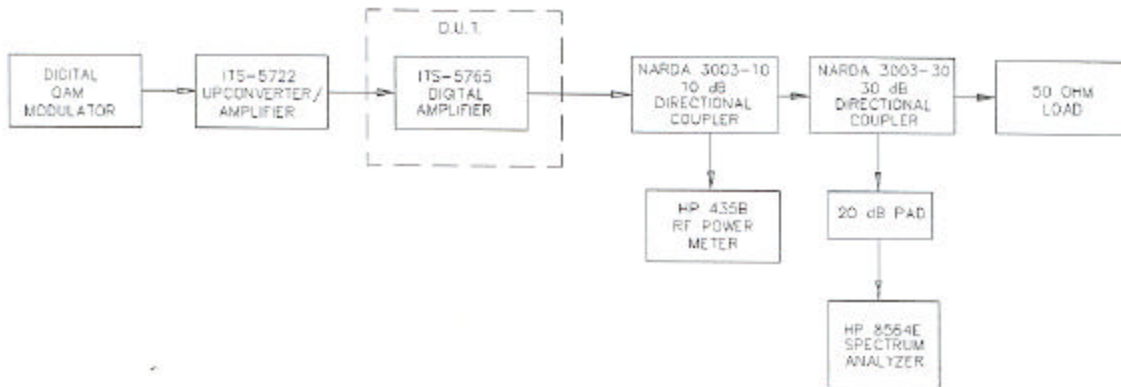 D.U.T.
DIGITAL
QAM
MODULATOR
ITS-5722
UPCONVERTER/
AMPLIFIER
ITS-5765
DIGITAL
AMPLIFIER
NARDA 3003-10
10 dB
DIRECTIONAL
COUPLER
NARDA 3003-30
30 dB
DIRECTIONAL
COUPLER
50 OHM
LOAD
HP 435B
RF POWER
METER
20 dB PAD
HP 8564E
SPECTRUM
ANALYZER